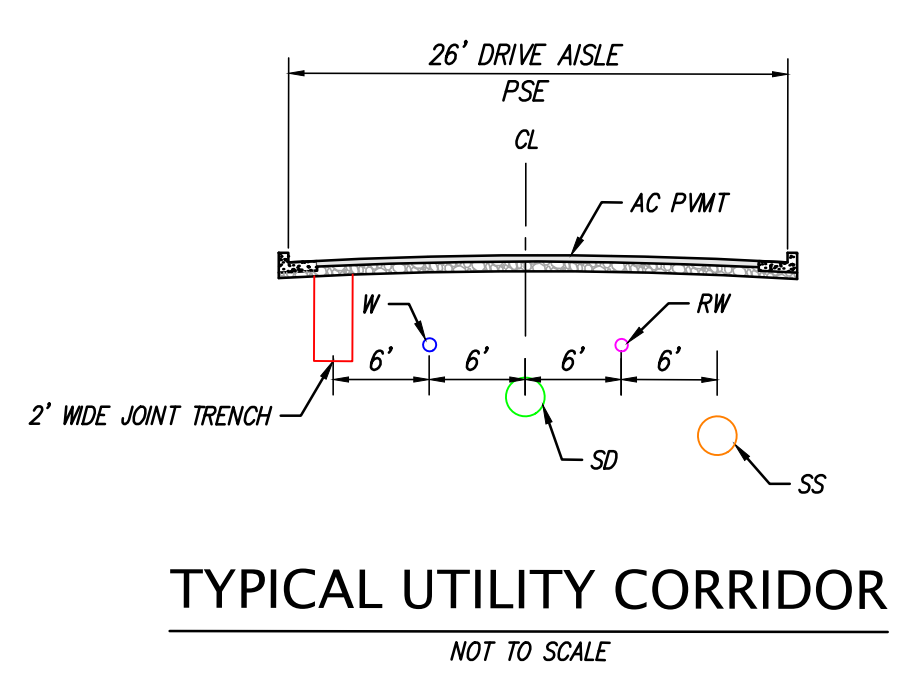 26' DRIVE AISLE
PSE
CL
AC PVMT
W
RW
6'
6'
6'
6'
2' WIDE JOINT TRENCH
SD
SS
TYPICAL UTILITY CORRIDOR
NOT TO SCALE